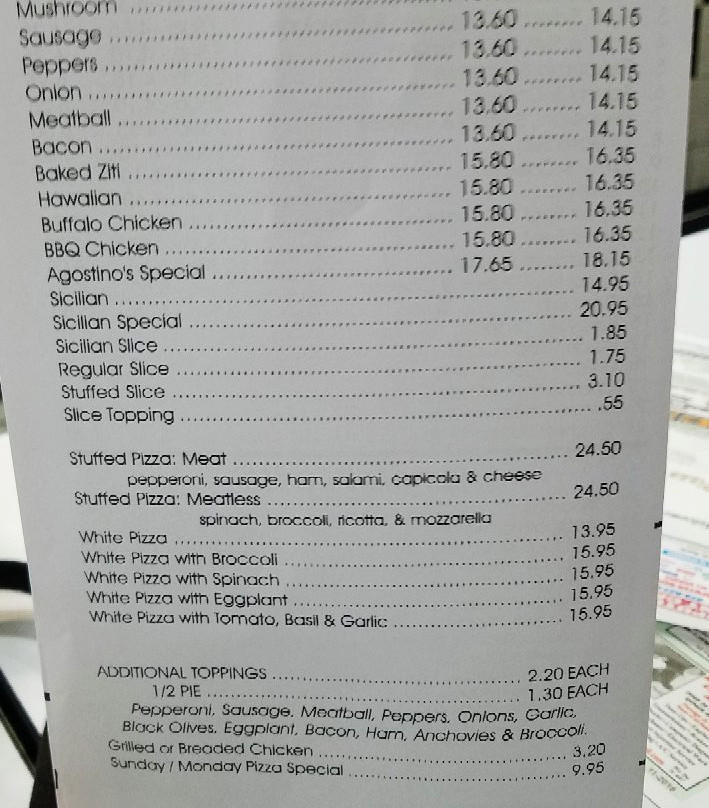 Mushroom
Sausage ........ 13.60 ........ 14.15
Peppers ........ 13.60 ........ 14.15
Onion ........ 13.60 ........ 14.15
Meatball ........ 13.60 ........ 14.15
Bacon ........ 13.60 ........ 14.15
Baked Ziti ........ 15.80 ........ 16.35
Hawaiian ........ 15.80 ........ 16.35
Buffalo Chicken ........ 15.80 ........ 16.35
BBQ Chicken ........ 15.80 ........ 16.35
Agostino's Special ........ 17.65 ........ 18.15
Sicilian ........ 14.95
Sicilian Special ........ 20.95
Sicilian Slice ........ 1.85
Regular Slice ........ 1.75
Stuffed Slice ........ 3.10
Slice Topping ........ .55
Stuffed Pizza: Meat ........ 24.50
pepperoni, sausage, ham, salami, capicola & cheese
Stuffed Pizza: Meatless ........ 24.50
spinach, broccoli, ricotta, & mozzarella
White Pizza ........ 13.95
White Pizza with Broccoli ........ 15.95
White Pizza with Spinach ........ 15.95
White Pizza with Eggplant ........ 15.95
White Pizza with Tomato, Basil & Garlic ........ 15.95
ADDITIONAL TOPPINGS ........ 2.20 EACH
1/2 PIE ........ 1.30 EACH
Pepperoni, Sausage, Meatball, Peppers, Onions, Garlic,
Black Olives, Eggplant, Bacon, Ham, Anchovies & Broccoli.
Grilled or Breaded Chicken ........ 3.20
Sunday / Monday Pizza Special ........ 9.95